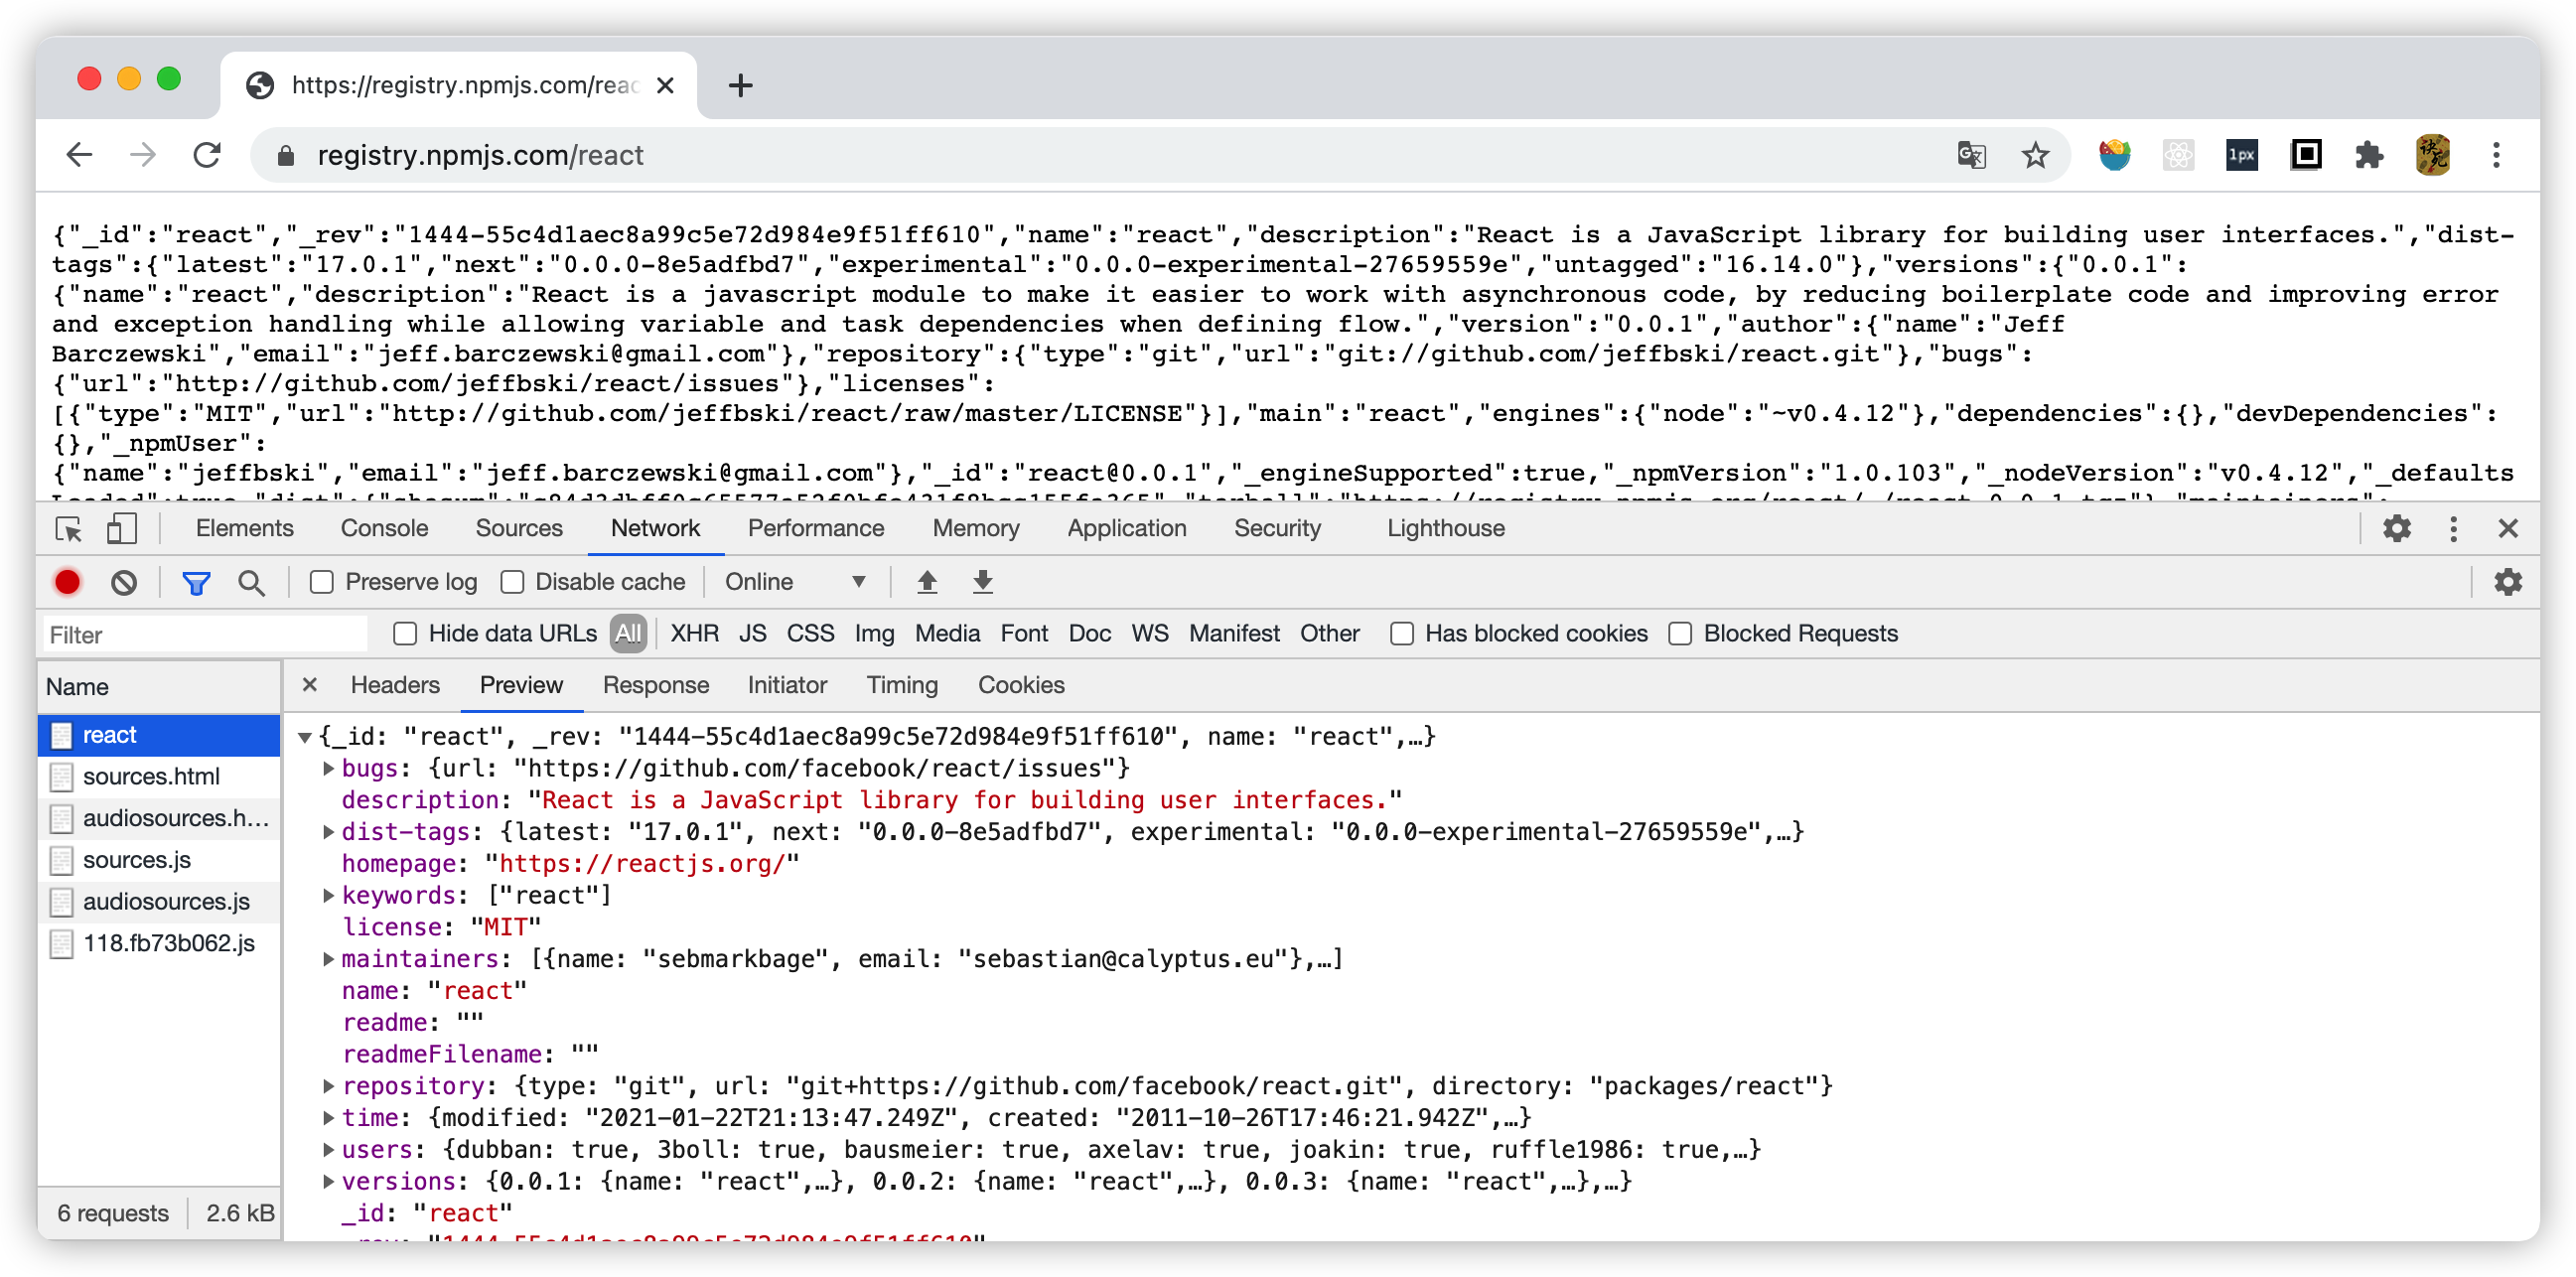 https://registry.npmjs.com/reac
registry.npmjs.com/react
1px
{"_id":"react","_rev":"1444-55c4d1aec8a99c5e72d984e9f51ff610","name":"react","description":"React is a JavaScript library for building user interfaces.","dist-
tags":{"latest":"17.0.1","next":"0.0.0-8e5adfbd7","experimental":"0.0.0-experimental-27659559e","untagged":"16.14.0"},"versions":{"0.0.1":
{"name":"react","description":"React is a javascript module to make it easier to work with asynchronous code, by reducing boilerplate code and improving error
and exception handling while allowing variable and task dependencies when defining flow.","version":"0.0.1","author":{"name":"Jeff
Barczewski","email":"jeff.barczewski@gmail.com"},"repository":{"type":"git","url":"git://github.com/jeffbski/react.git"},"bugs":
{"url":"http://github.com/jeffbski/react/issues"},"licenses":
[{"type":"MIT","url":"http://github.com/jeffbski/react/raw/master/LICENSE"}],"main":"react","engines":{"node":"~v0.4.12"},"dependencies":{},"devDependencies":
{},"_npmUser":
{"name":"jeffbski","email":"jeff.barczewski@gmail.com"},"_id":"react@0.0.1","_engineSupported":true,"_npmVersion":"1.0.103","_nodeVersion":"v0.4.12","_defaults
Elements Console Sources Network Performance Memory Application Security Lighthouse
Preserve log Disable cache Online
Filter Hide data URLs All XHR JS CSS Img Media Font Doc WS Manifest Other Has blocked cookies Blocked Requests
Name
react
sources.html
audiosources.h…
sources.js
audiosources.js
118.fb73b062.js
6 requests 2.6 kB
Headers Preview Response Initiator Timing Cookies
{_id: "react", _rev: "1444-55c4d1aec8a99c5e72d984e9f51ff610", name: "react",…}
bugs: {url: "https://github.com/facebook/react/issues"}
description: "React is a JavaScript library for building user interfaces."
dist-tags: {latest: "17.0.1", next: "0.0.0-8e5adfbd7", experimental: "0.0.0-experimental-27659559e",…}
homepage: "https://reactjs.org/"
keywords: ["react"]
license: "MIT"
maintainers: [{name: "sebmarkbage", email: "sebastian@calyptus.eu"},…]
name: "react"
readme: ""
readmeFilename: ""
repository: {type: "git", url: "git+https://github.com/facebook/react.git", directory: "packages/react"}
time: {modified: "2021-01-22T21:13:47.249Z", created: "2011-10-26T17:46:21.942Z",…}
users: {dubban: true, 3boll: true, bausmeier: true, axelav: true, joakin: true, ruffle1986: true,…}
versions: {0.0.1: {name: "react",…}, 0.0.2: {name: "react",…}, 0.0.3: {name: "react",…},…}
_id: "react"